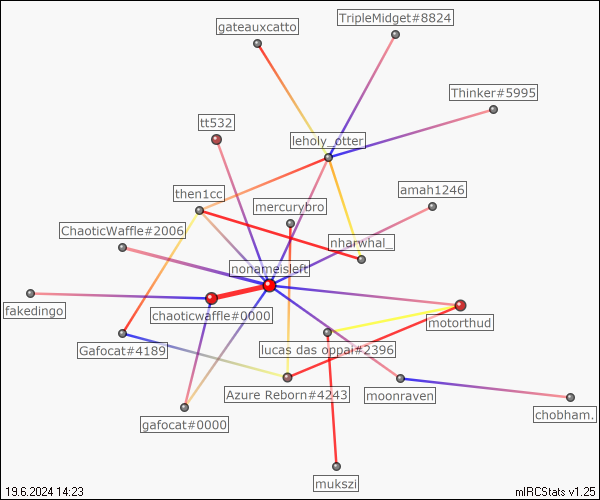 TripleMidget#8824
gateauxcatto
Thinker#5995
tt532
leholy_otter
amah1246
then1cc
mercurybro
ChaoticWaffle#2006
nharwhal_
nonameisleft
fakedingo
chaoticwaffle#0000
motorthud
Gafocat#4189
lucas das oppai#2396
Azure Reborn#4243
moonraven
gafocat#0000
chobham.
mukszi
19.6.2024 14:23
mIRCStats v1.25